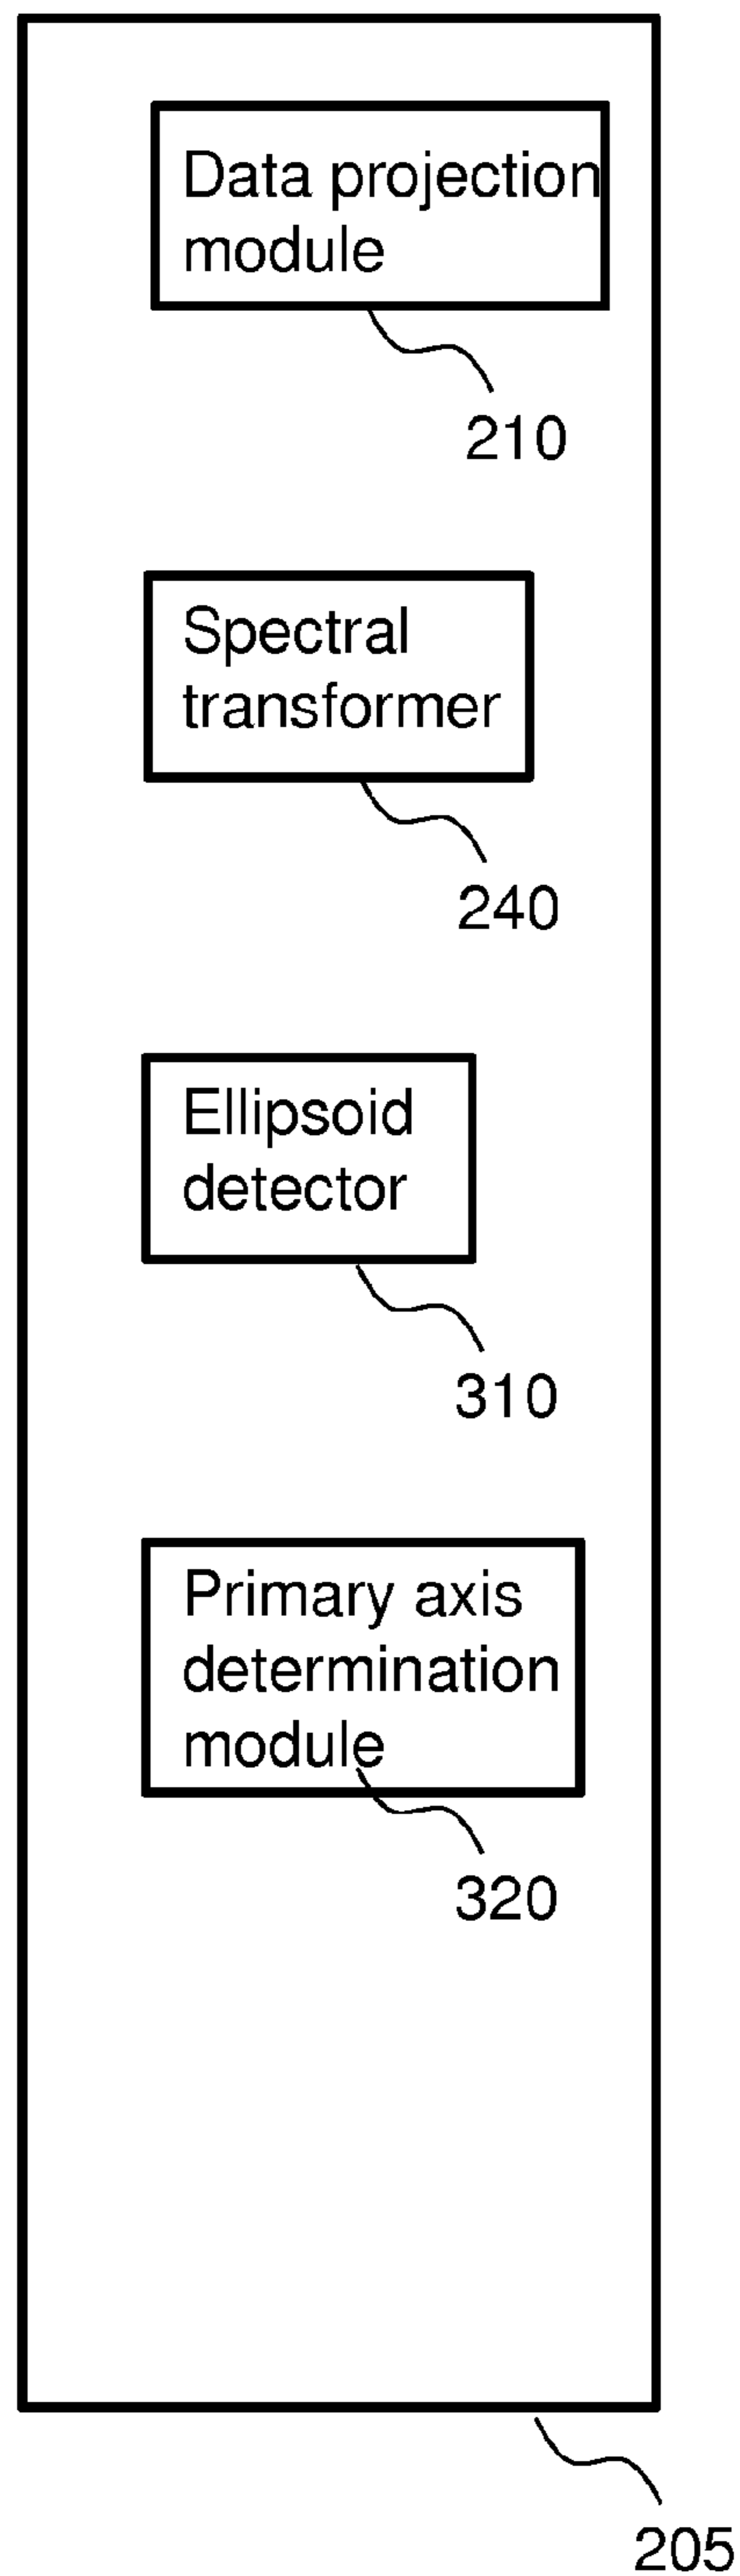 Data projection
module
210
Spectral
transformer
240
Ellipsoid
detector
310
Primary axis
determination
module
320
205